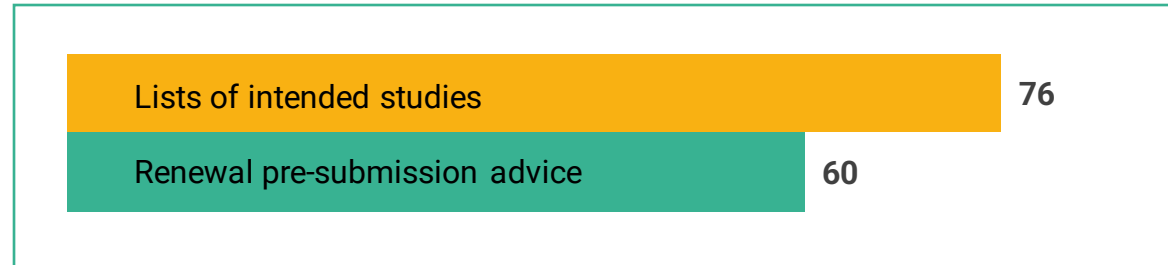 Lists of intended studies 76
Renewal pre-submission advice 60